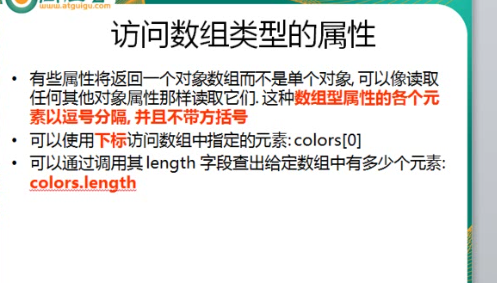 www.atguigu.com
访问数组类型的属性
• 有些属性将返回一个对象数组而不是单个对象, 可以像读取
任何其他对象属性那样读取它们. 这种数组型属性的各个元
素以逗号分隔, 并且不带方括号
• 可以使用下标访问数组中指定的元素: colors[0]
• 可以通过调用其 length 字段查出给定数组中有多少个元素:
colors.length